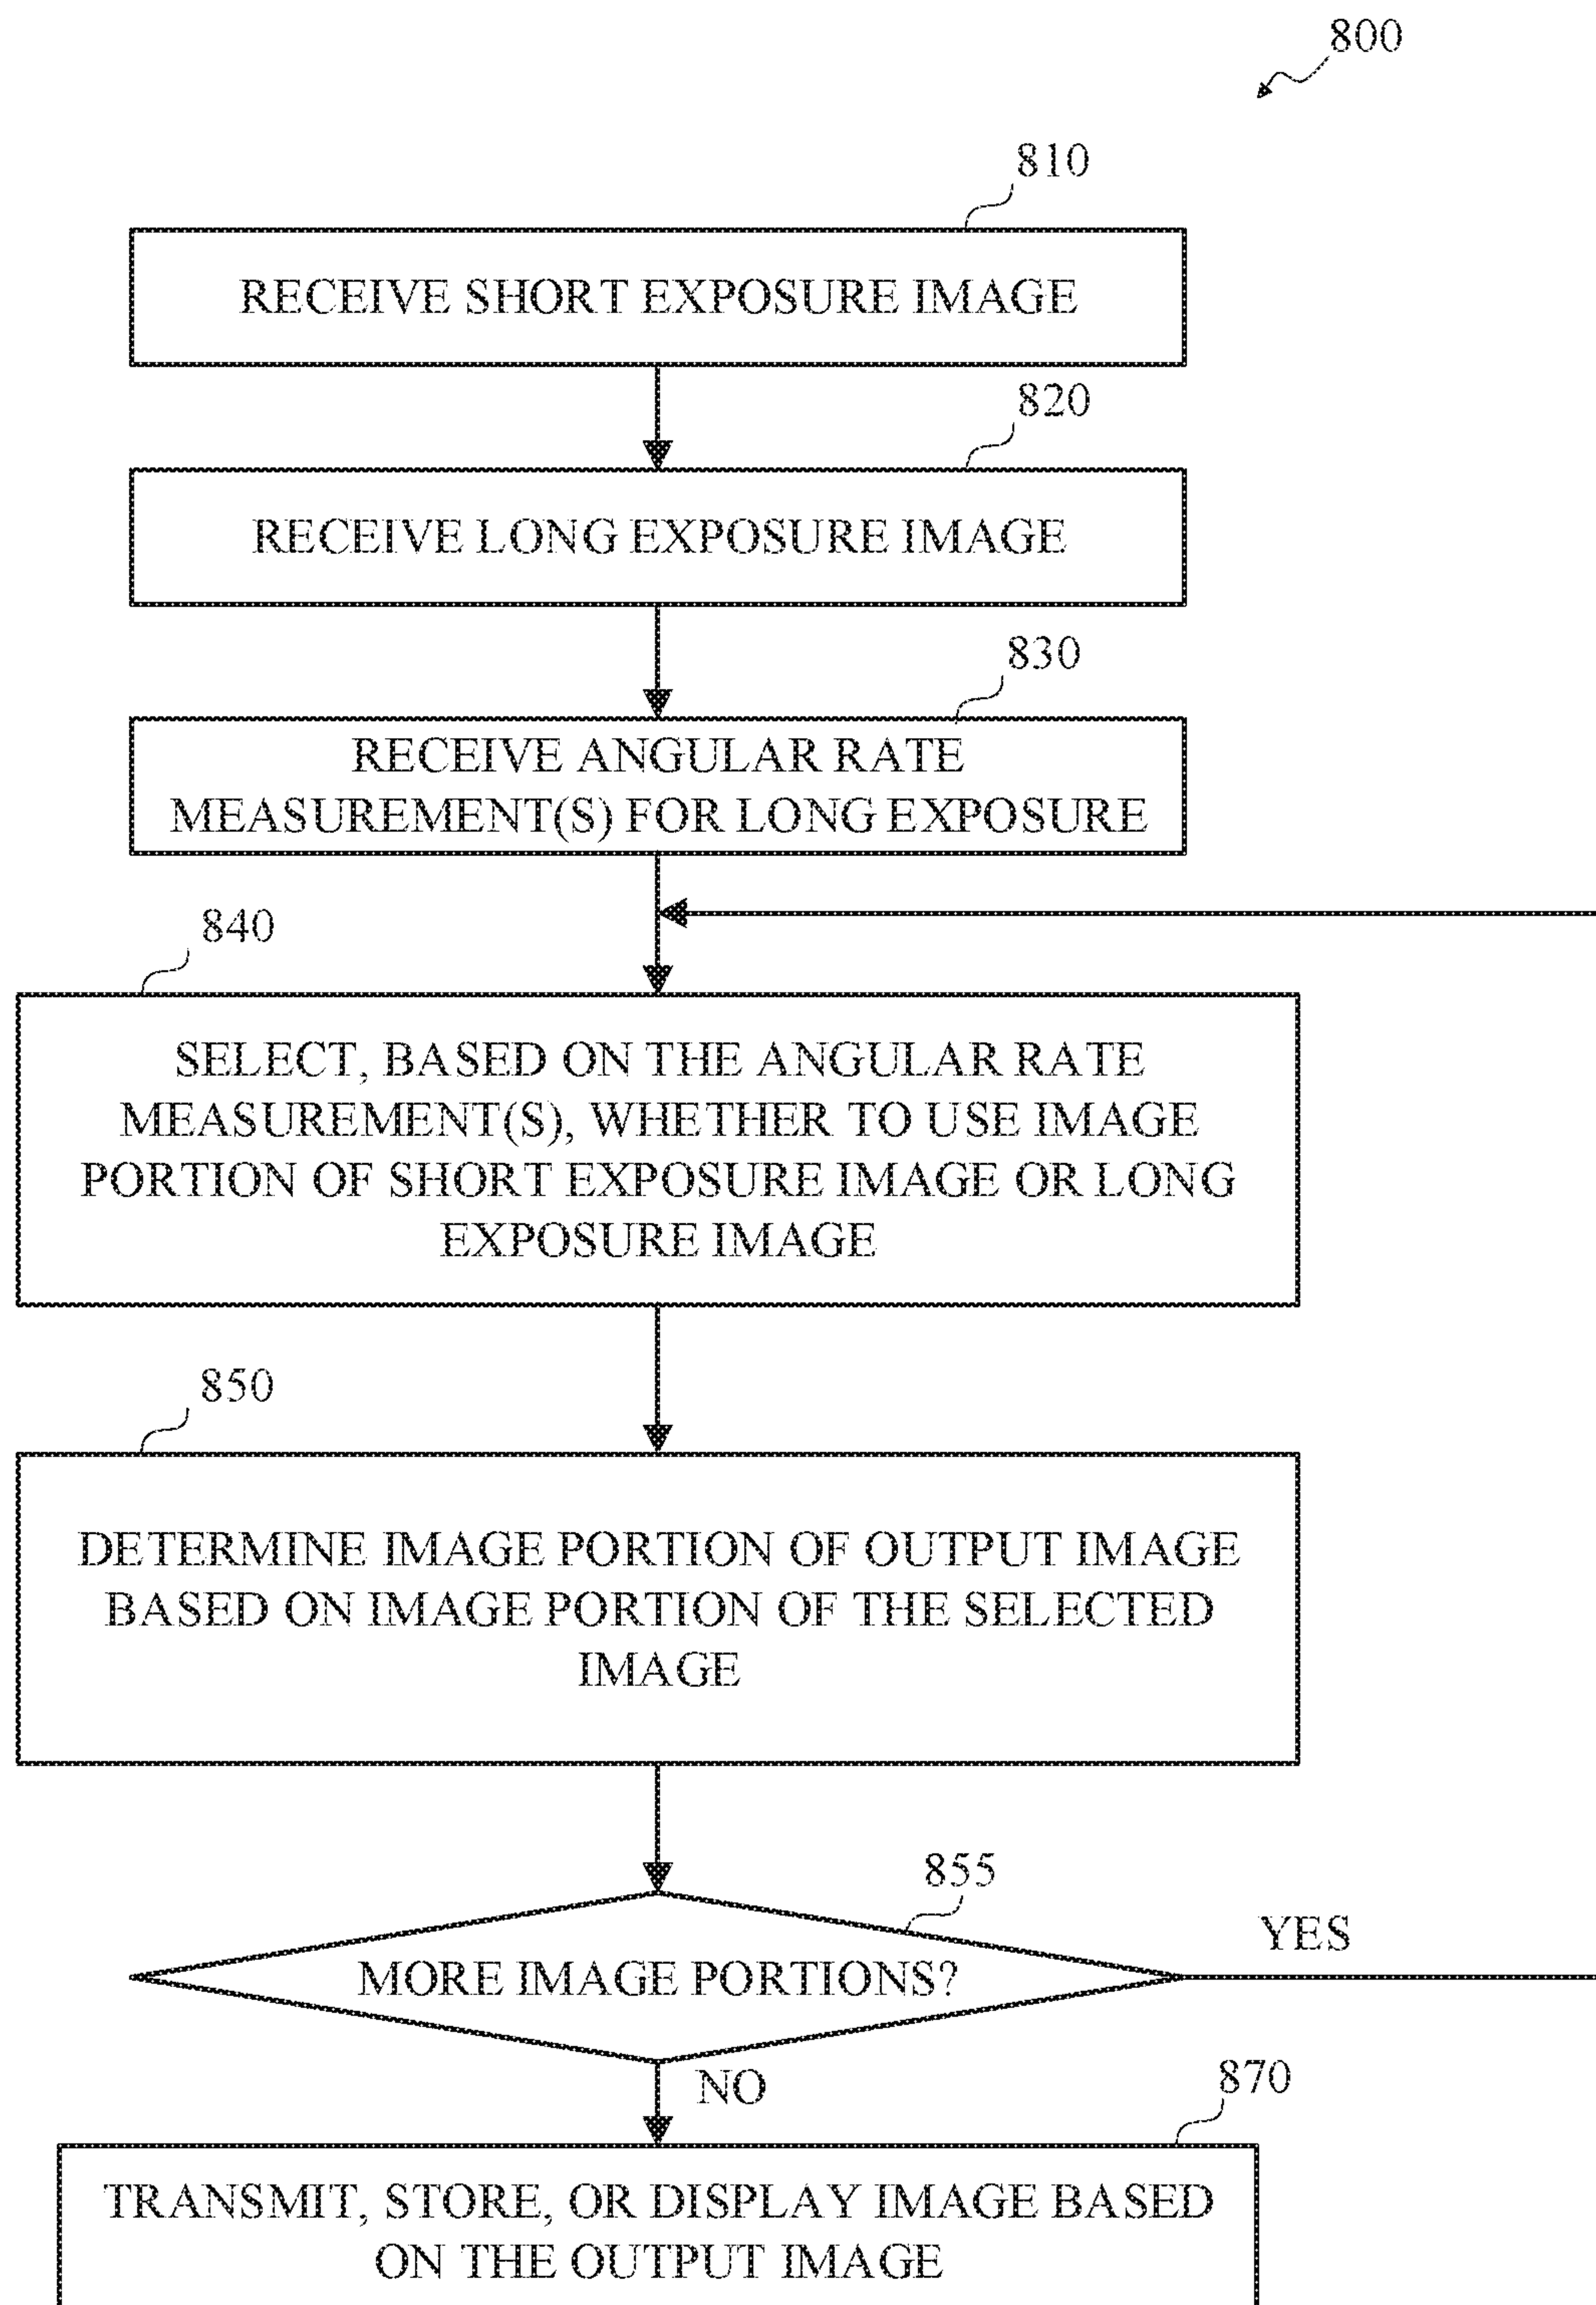 800
810
RECEIVE SHORT EXPOSURE IMAGE
820
RECEIVE LONG EXPOSURE IMAGE
830
RECEIVE ANGULAR RATE
MEASUREMENT(S) FOR LONG EXPOSURE
840
SELECT, BASED ON THE ANGULAR RATE
MEASUREMENT(S), WHETHER TO USE IMAGE
PORTION OF SHORT EXPOSURE IMAGE OR LONG
EXPOSURE IMAGE
850
DETERMINE IMAGE PORTION OF OUTPUT IMAGE
BASED ON IMAGE PORTION OF THE SELECTED
IMAGE
855
YES
MORE IMAGE PORTIONS?
NO
870
TRANSMIT, STORE, OR DISPLAY IMAGE BASED
ON THE OUTPUT IMAGE